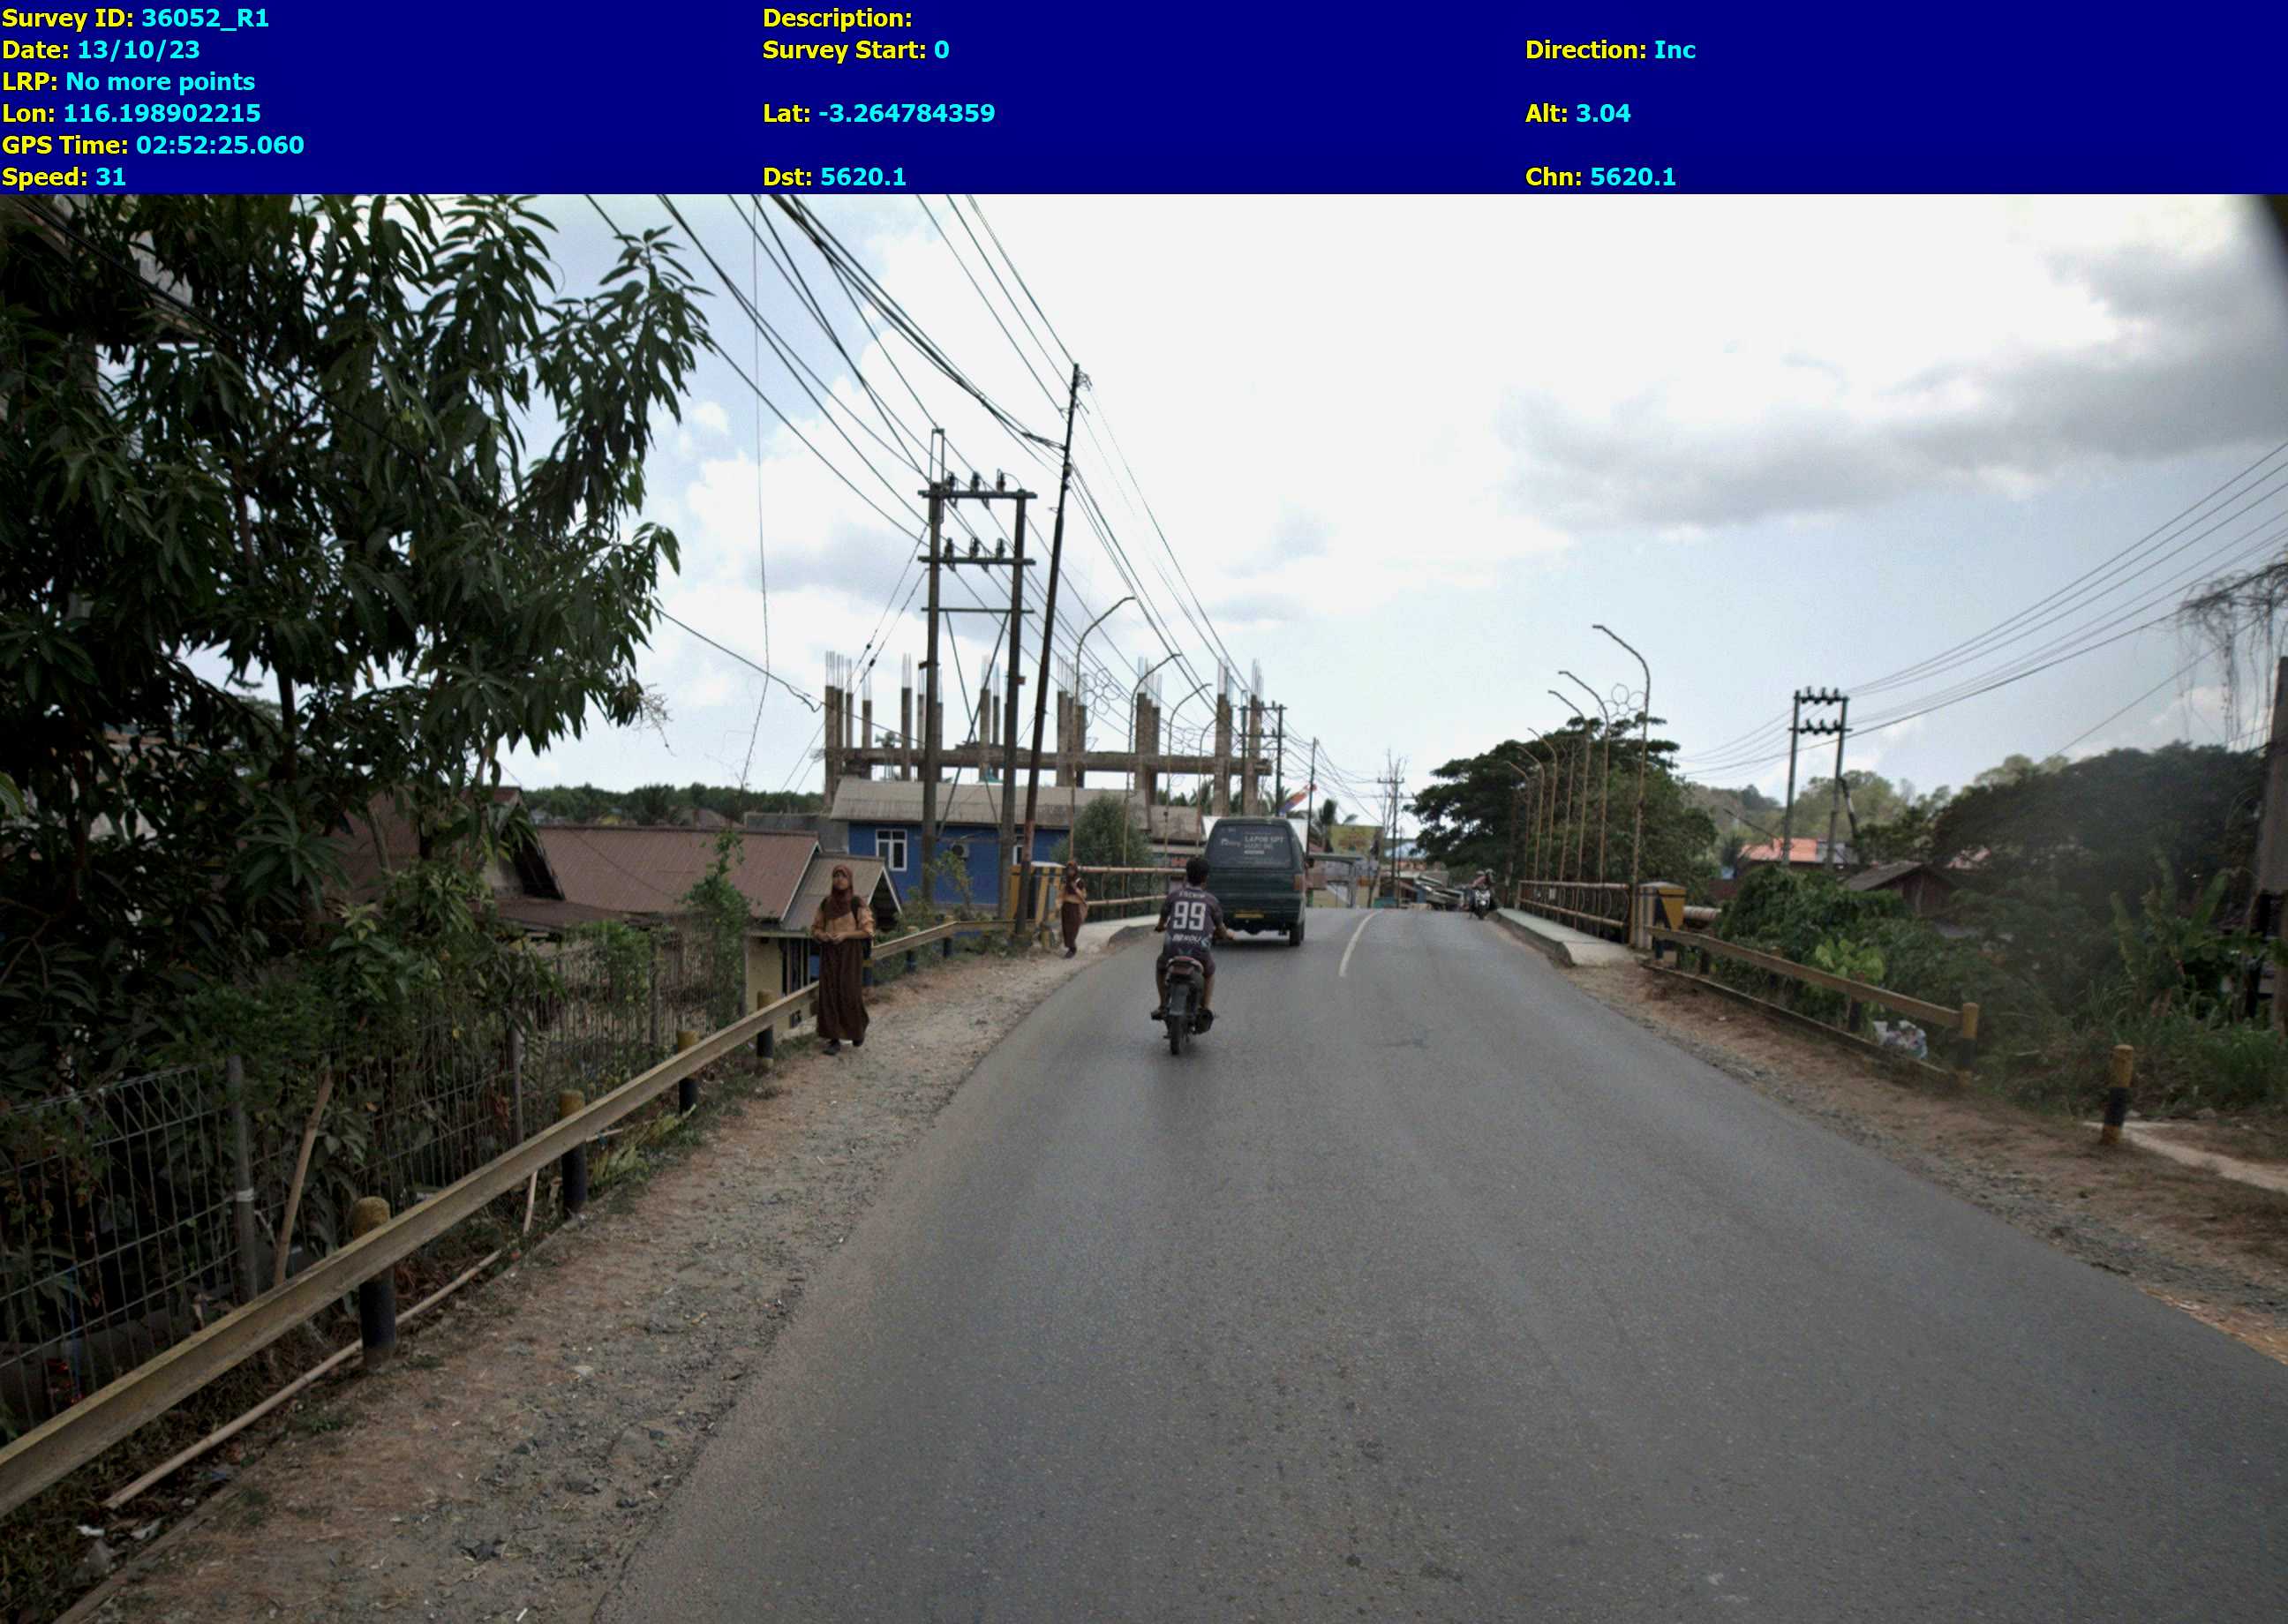 Survey ID: 36052_R1
Description:
Date: 13/10/23
Survey Start: 0
Direction: Inc
LRP: No more points
Lon: 116.198902215
Lat: -3.264784359
Alt: 3.04
GPS Time: 02:52:25.060
Speed: 31
Dst: 5620.1
Chn: 5620.1
LAPOR SPT
99